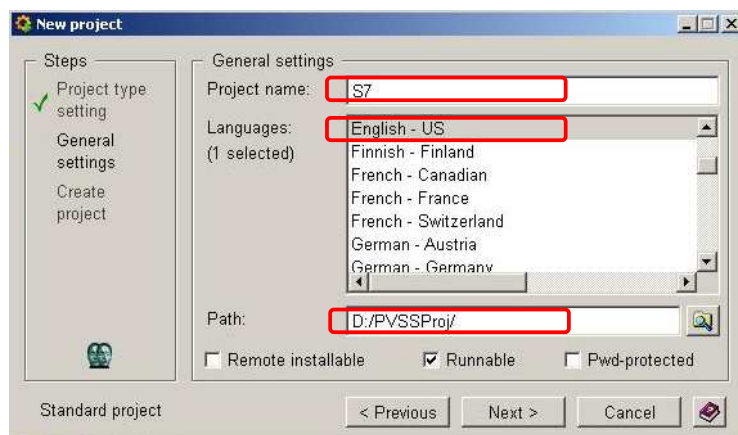 New project
Steps
Project type
setting
General
settings
Create
project
General settings
Project name:
S7
Languages:
(1 selected)
English - US
Finnish - Finland
French - Canadian
French - France
French - Switzerland
German - Austria
German - Germany
Path:
D:/PVSSProj/
Remote installable
Runnable
Pwd-protected
Standard project
< Previous
Next >
Cancel